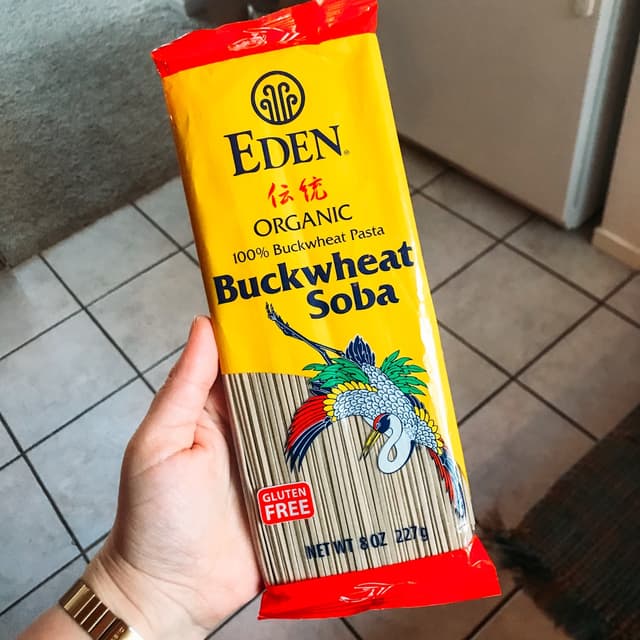 EDEN®
伝統
ORGANIC
100% Buckwheat Pasta
Buckwheat
Soba
GLUTEN
FREE
NET WT 8 OZ 227g